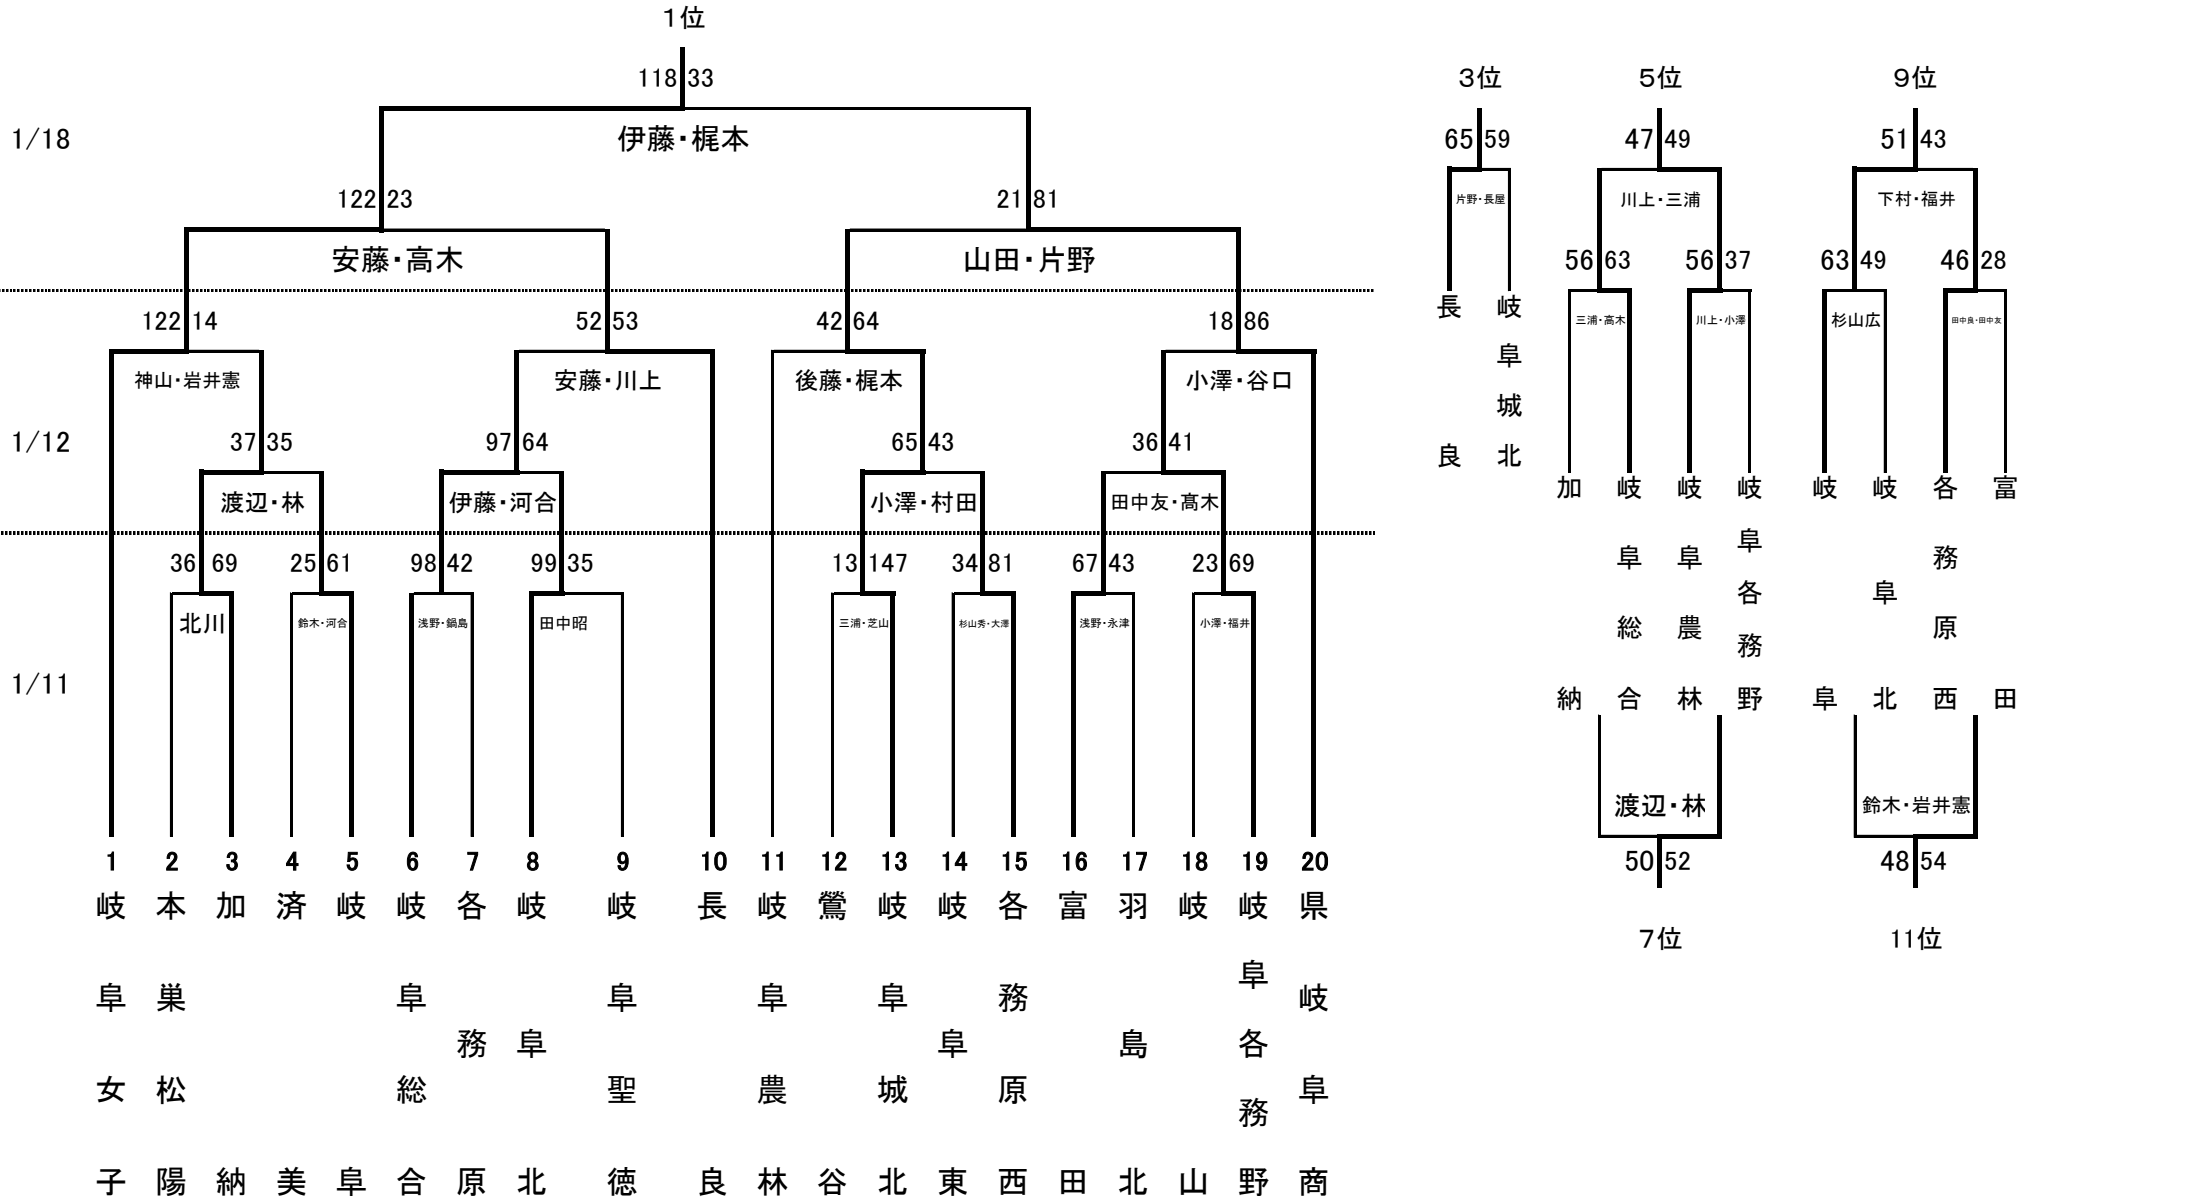 1位
118 33
1/18
伊藤・梶本
122 23
21 81
安藤・高木
山田・片野
122 14
52 53
42 64
18 86
神山・岩井憲
安藤・川上
後藤・梶本
小澤・谷口
1/12
37 35
97 64
65 43
36 41
渡辺・林
伊藤・河合
小澤・村田
田中友・髙木
36 69
25 61
98 42
99 35
13 147
34 81
67 43
23 69
北川
鈴木・河合
浅野・鍋島
田中昭
三浦・芝山
杉山秀・大澤
浅野・永津
小澤・福井
1/11
1 岐阜女子
2 本巣松陽
3 加納
4 済美
5 岐阜
6 岐阜総合
7 各務原
8 岐阜北
9 岐阜聖徳
10 長良
11 岐阜農林
12 鶯谷
13 岐阜城北
14 岐阜東
15 各務原西
16 富田
17 羽島北
18 岐山
19 岐阜各務野
20 県岐阜商
3位
65 59
片野・長屋
長良
岐阜城北
5位
47 49
川上・三浦
56 63
56 37
三浦・高木
川上・小澤
加納
岐阜総合
岐阜農林
岐阜各務野
渡辺・林
50 52
7位
9位
51 43
下村・福井
63 49
46 28
杉山広
田中良・田中友
岐阜
岐阜北
各務原西
富田
鈴木・岩井憲
48 54
11位